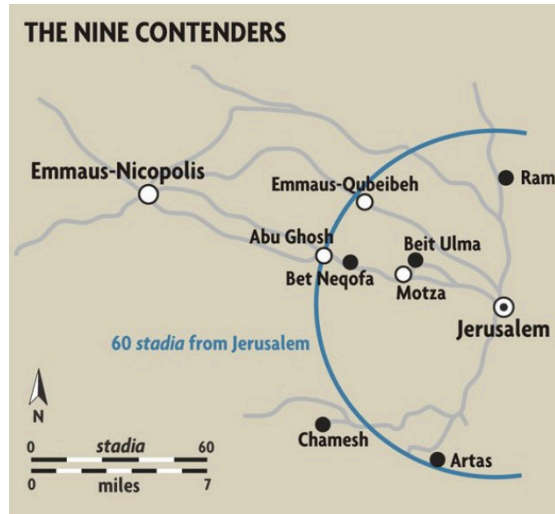 THE NINE CONTENDERS
Emmaus-Nicopolis
Emmaus-Qubeibeh
Ram
Abu Ghosh
Beit Ulma
Bet Neqofa
Motza
Jerusalem
60 stadia from Jerusalem
N
Chamesh
Artas
0 stadia 60
0 miles 7